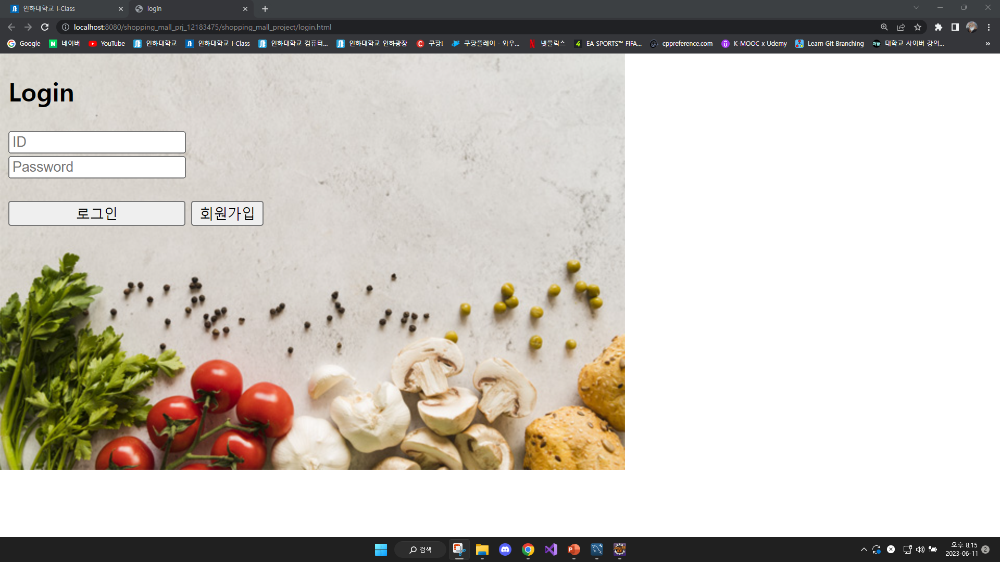 인하대학교 I-Class
login
localhost:8080/shopping_mall_prj_12183475/shopping_mall_project/login.html
Google
네이버
YouTube
인하대학교
인하대학교 I-Class
인하대학교 컴퓨터...
인하대학교 인하광장
쿠팡!
쿠팡플레이 - 와우...
넷플릭스
EA SPORTS™ FIFA...
cppreference.com
K-MOOC x Udemy
Learn Git Branching
대학교 사이버 강의...
»
Login
ID
Password
로그인
회원가입
검색
오후 8:15
2023-06-11
2